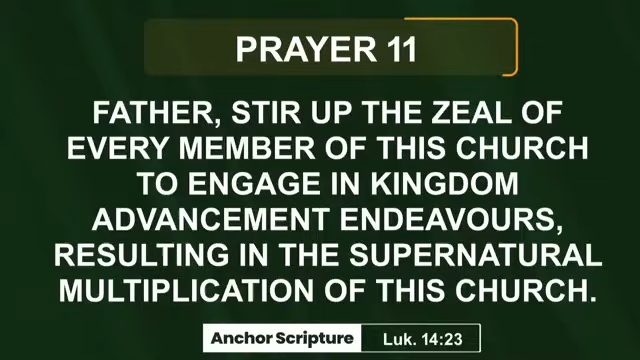 PRAYER 11
FATHER, STIR UP THE ZEAL OF
EVERY MEMBER OF THIS CHURCH
TO ENGAGE IN KINGDOM
ADVANCEMENT ENDEAVOURS,
RESULTING IN THE SUPERNATURAL
MULTIPLICATION OF THIS CHURCH.
Anchor Scripture Luk. 14:23